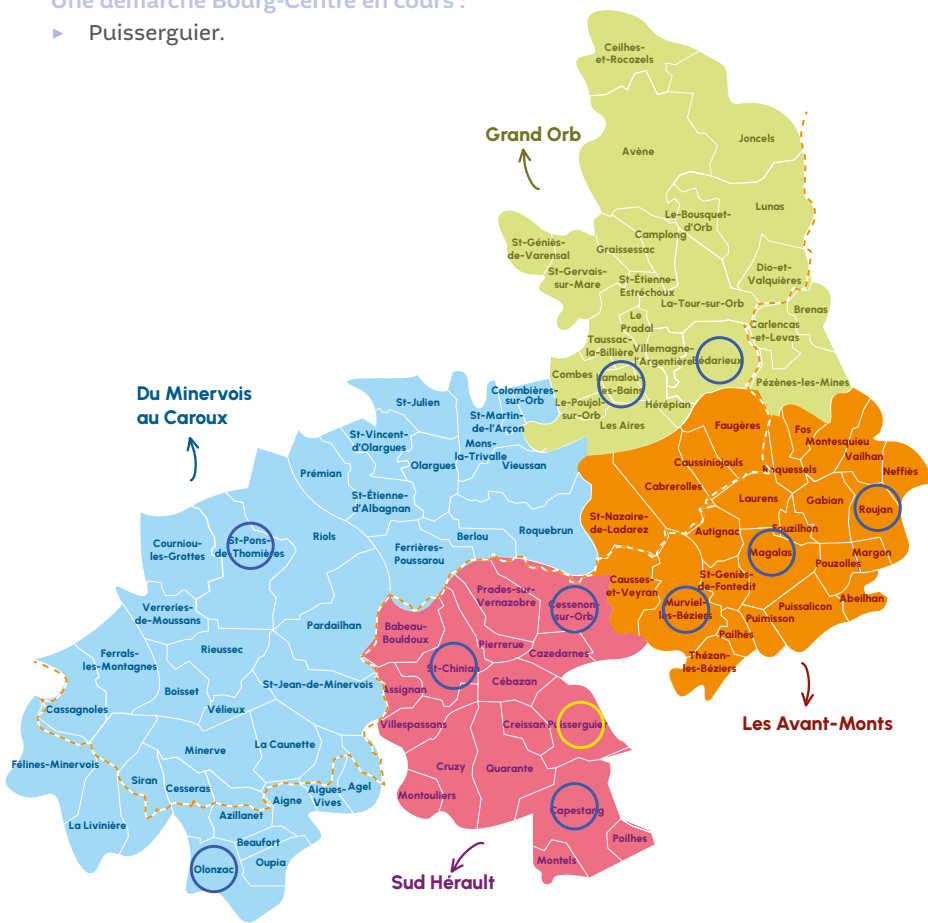 Une démarche Bourg-Centre en cours :
▸ Puisserguier.
Ceilhes-
et-Rocozels
Grand Orb
Joncels
Avène
Lunas
Le-Bousquet-
d'Orb
Camplong
St-Géniès-
de-Varensal
Graissessac
Dio-et-
Valquières
St-Gervais-
sur-Mare
St-Étienne-
Estréchoux
La-Tour-sur-Orb
Brenas
Le
Pradal
Carlencas
-et-Levas
Taussac-
la-Billière
Villemagne-
l'Argentière
Bédarieux
Combes
Lamalou-
les-Bains
Pézènes-les-Mines
Le-Poujol-
sur-Orb
Hérépian
Les Aires
Du Minervois
au Caroux
St-Julien
Colombières-
sur-Orb
St-Martin-
de-l'Arçon
St-Vincent-
d'Olargues
Mons-
la-Trivalle
Olargues
Vieussan
Prémian
St-Étienne-
d'Albagnan
Courniou-
les-Grottes
St-Pons-
de-Thomières
Riols
Ferrières-
Poussarou
Berlou
Roquebrun
Verreries-
de-Moussans
Pardailhan
Ferrals-
les-Montagnes
Rieussec
Boisset
St-Jean-de-Minervois
Cassagnoles
Vélieux
Félines-Minervois
Minerve
La Caunette
Siran
Cesseras
Aigne
Aigues-
Vives
Agel
Azillanet
La Livinière
Beaufort
Olonzac
Oupia
Faugères
Fos
Montesquieu
Vailhan
Neffiès
Caussiniojouls
Roquessels
Cabrerolles
Laurens
Gabian
Roujan
St-Nazaire-
de-Ladarez
Autignac
Fouzilhon
Magalas
Margon
Pouzolles
Causses-
et-Veyran
St-Geniès-
de-Fontedit
Abeilhan
Murviel-
les-Béziers
Puissalicon
Puimisson
Pailhès
Thézan-
les-Béziers
Les Avant-Monts
Prades-sur-
Vernazobre
Cessenon-
sur-Orb
Babeau-
Bouldoux
Pierrerue
Cazedarnes
St-Chinian
Cébazan
Assignan
Villespassans
Creissan
Puisserguier
Cruzy
Quarante
Montouliers
Capestang
Poilhes
Montels
Sud Hérault